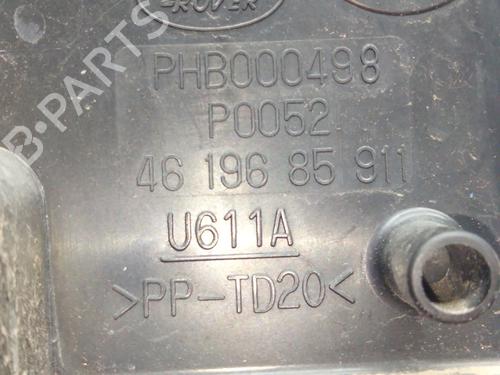 -ROVER
PHB000498
P0052
46 196 85 911
U611A
>PP-TD20<
B-PARTS